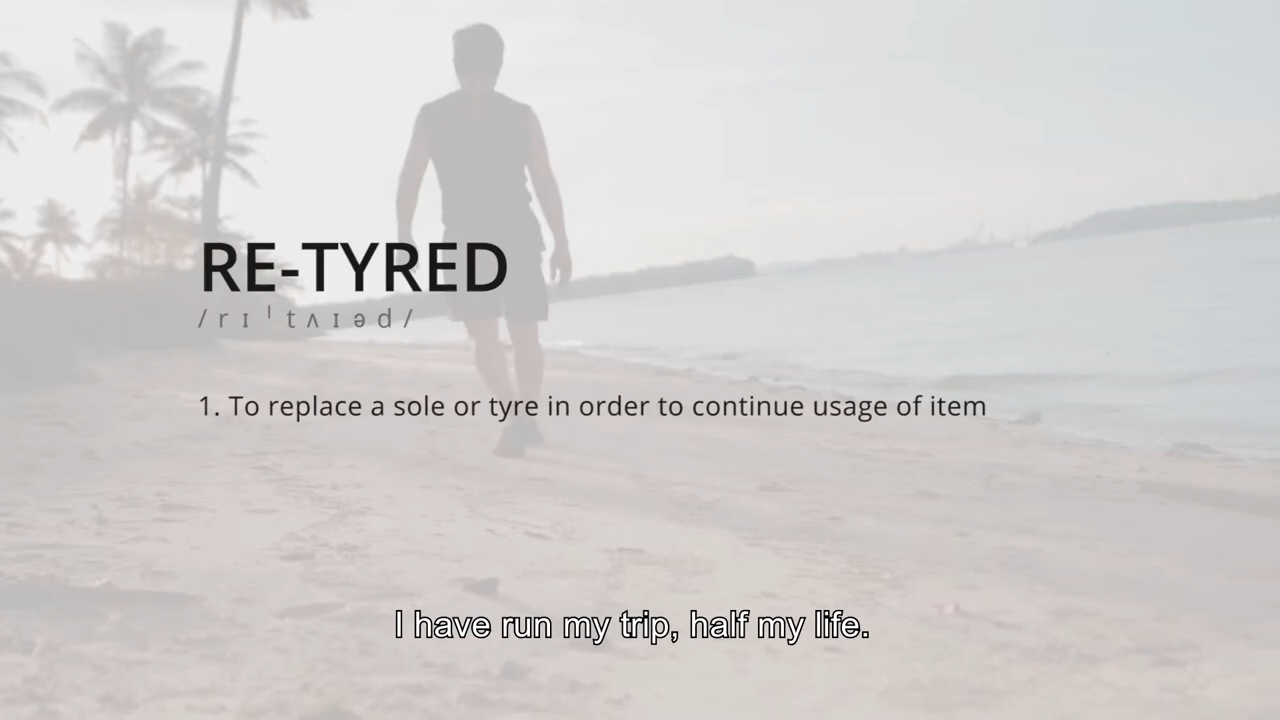 RE-TYRED
/rɪˈtʌɪəd/
1. To replace a sole or tyre in order to continue usage of item
I have run my trip, half my life.